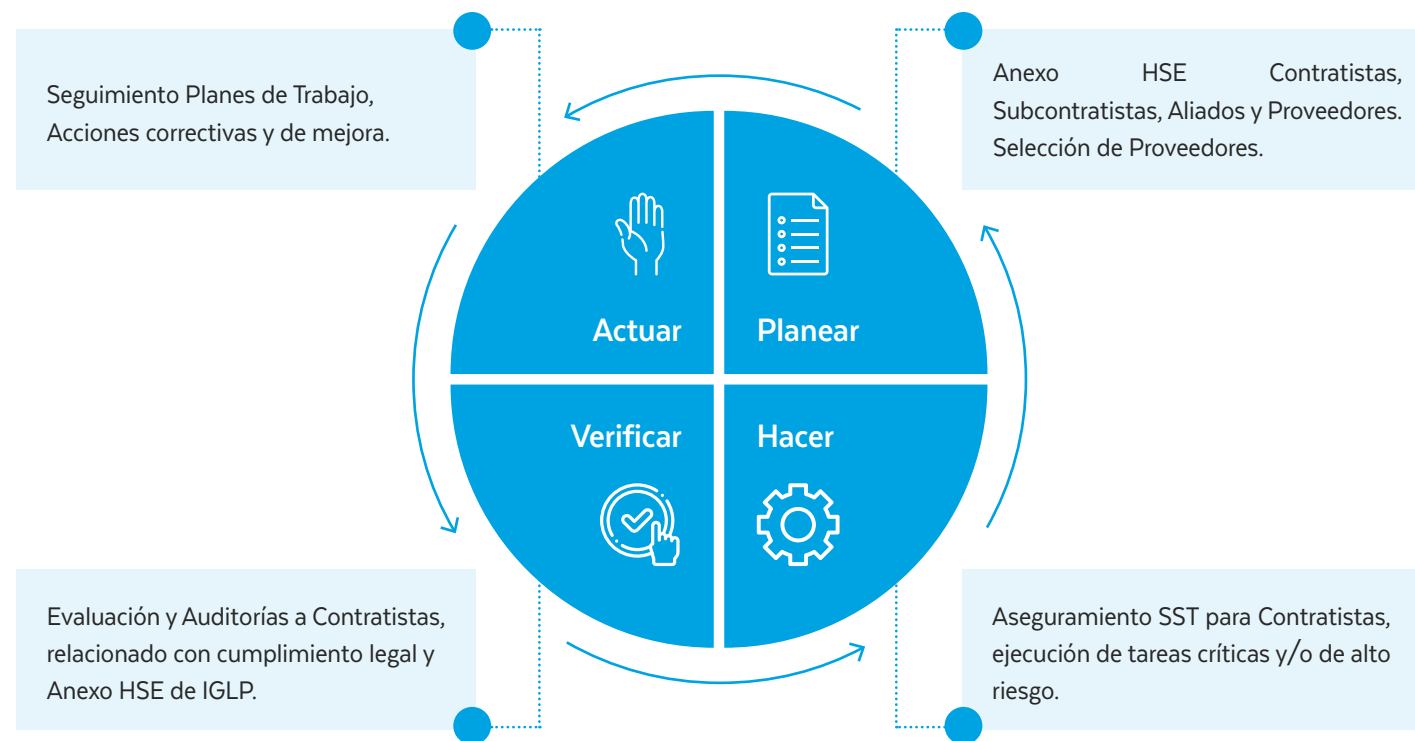 Seguimiento Planes de Trabajo,
Acciones correctivas y de mejora.
Anexo HSE Contratistas,
Subcontratistas, Aliados y Proveedores.
Selección de Proveedores.
Actuar
Planear
Verificar
Hacer
Evaluación y Auditorías a Contratistas,
relacionado con cumplimiento legal y
Anexo HSE de IGLP.
Aseguramiento SST para Contratistas,
ejecución de tareas críticas y/o de alto
riesgo.